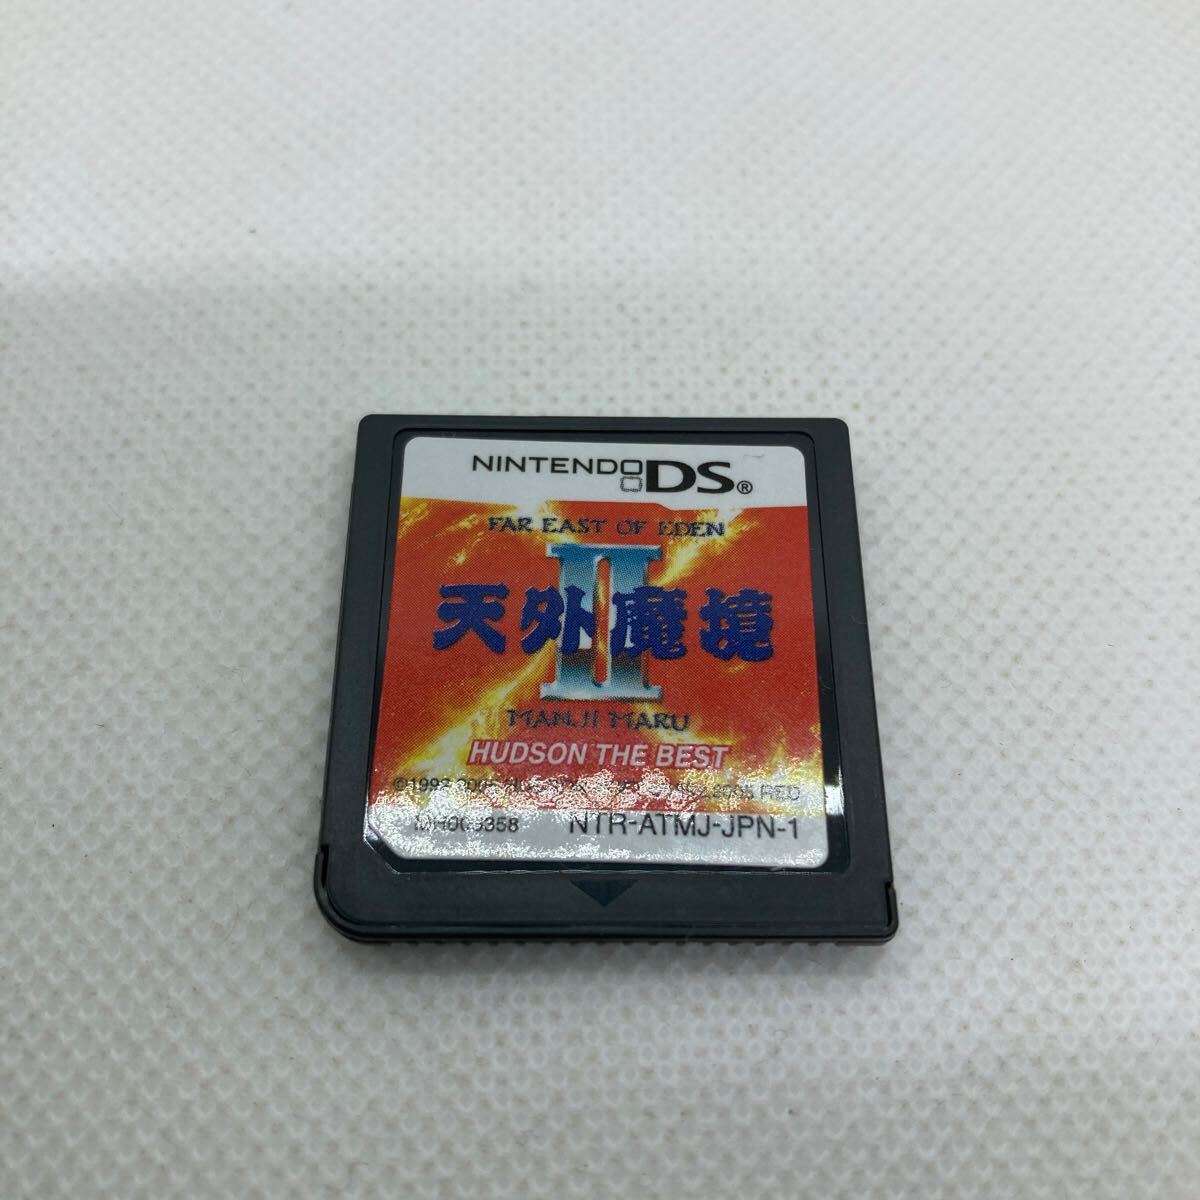 NINTENDO DS®
FAR EAST OF EDEN
II
天外魔境
MANJI MARU
HUDSON THE BEST
RED
NTR-ATMJ-JPN-1